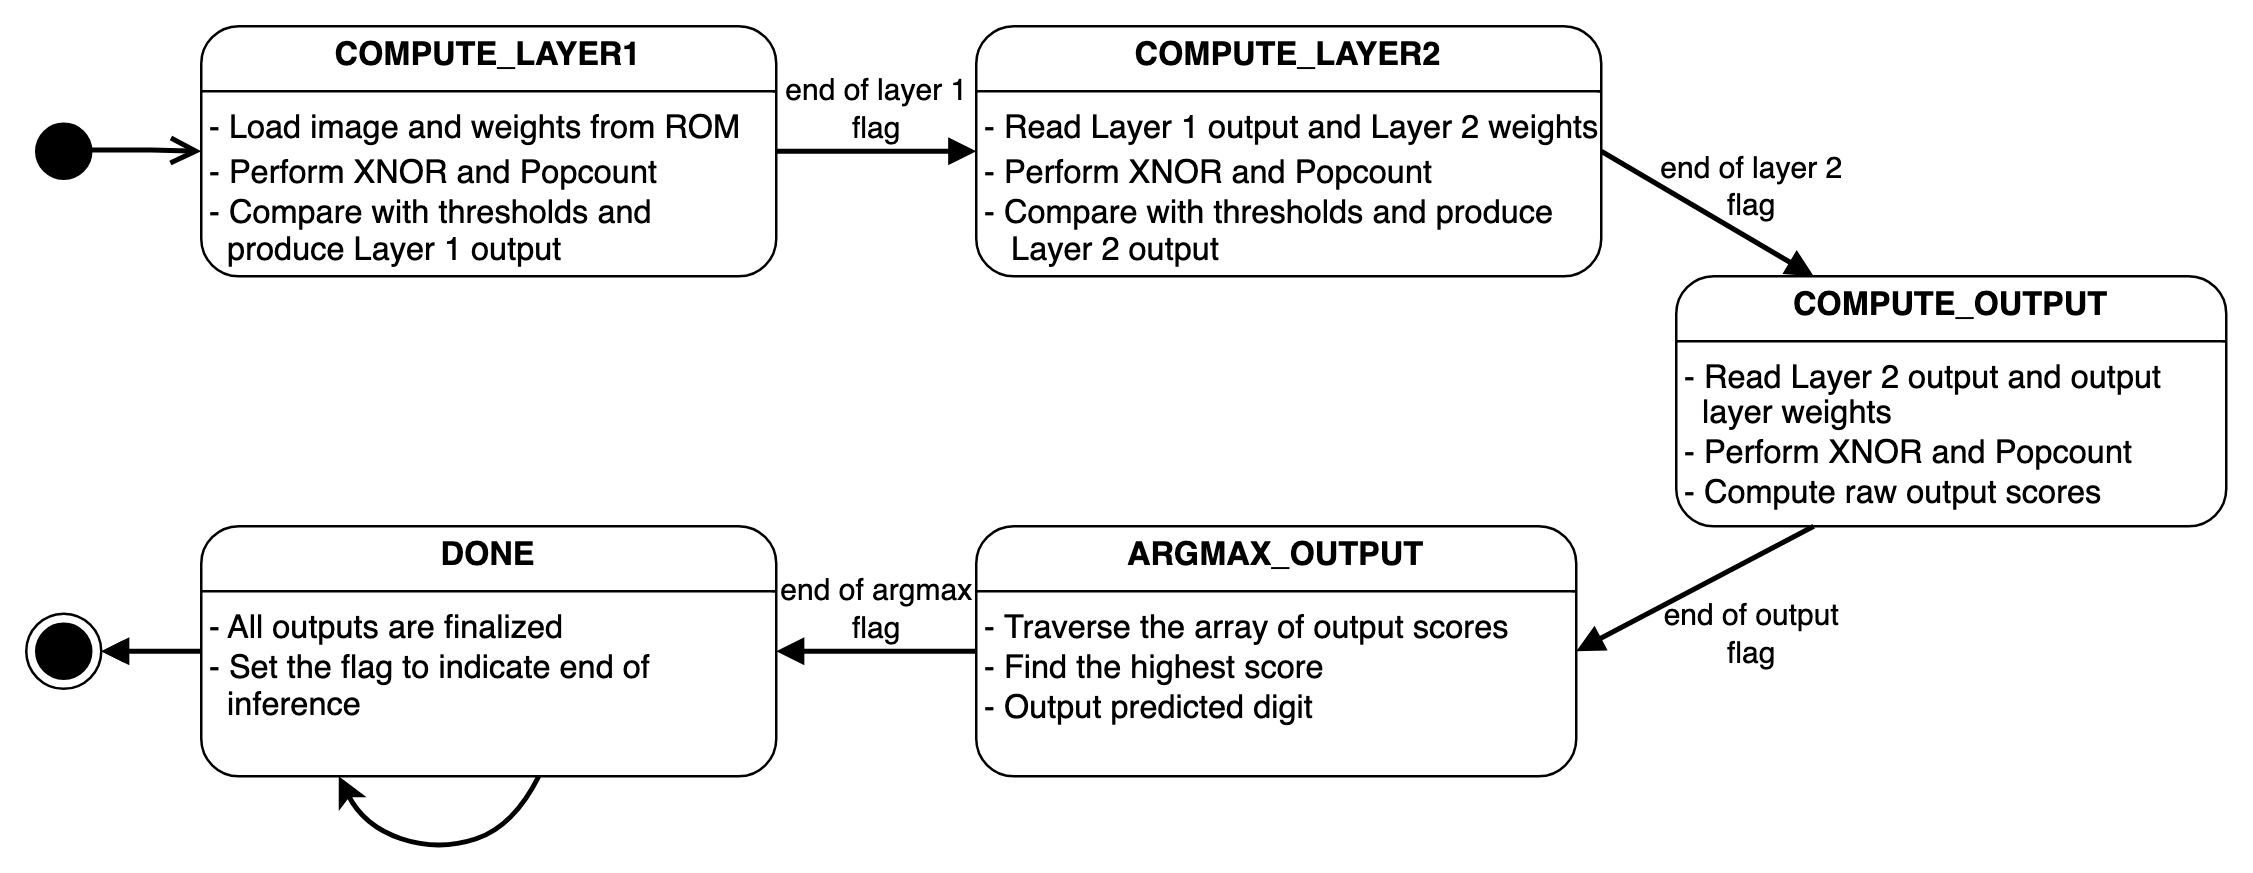 COMPUTE_LAYER1
- Load image and weights from ROM
- Perform XNOR and Popcount
- Compare with thresholds and
produce Layer 1 output
end of layer 1
flag
COMPUTE_LAYER2
- Read Layer 1 output and Layer 2 weights
- Perform XNOR and Popcount
- Compare with thresholds and produce
Layer 2 output
end of layer 2
flag
COMPUTE_OUTPUT
- Read Layer 2 output and output
layer weights
- Perform XNOR and Popcount
- Compute raw output scores
end of output
flag
ARGMAX_OUTPUT
- Traverse the array of output scores
- Find the highest score
- Output predicted digit
end of argmax
flag
DONE
- All outputs are finalized
- Set the flag to indicate end of
inference